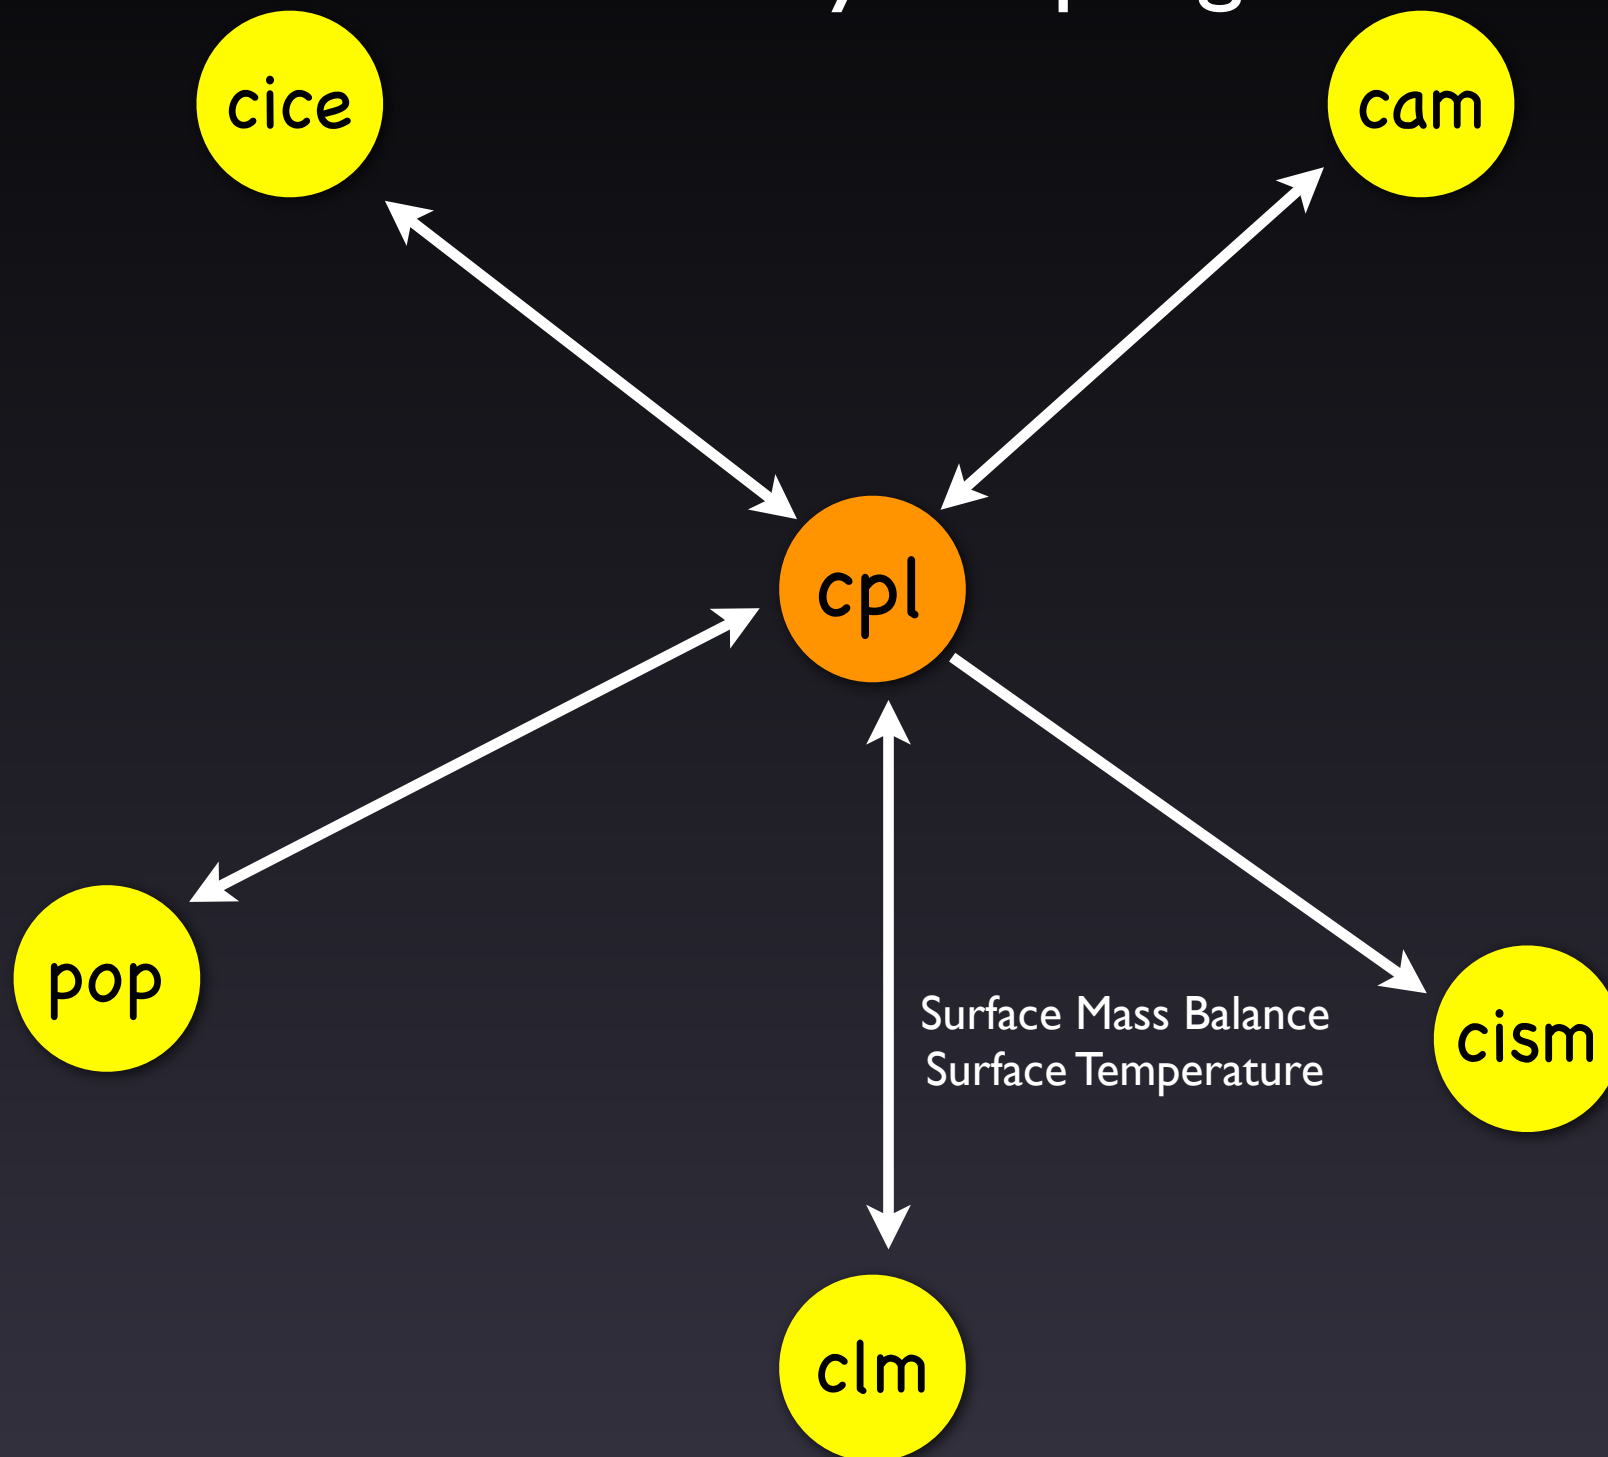 cice
cam
cpl
pop
Surface Mass Balance
Surface Temperature
cism
clm